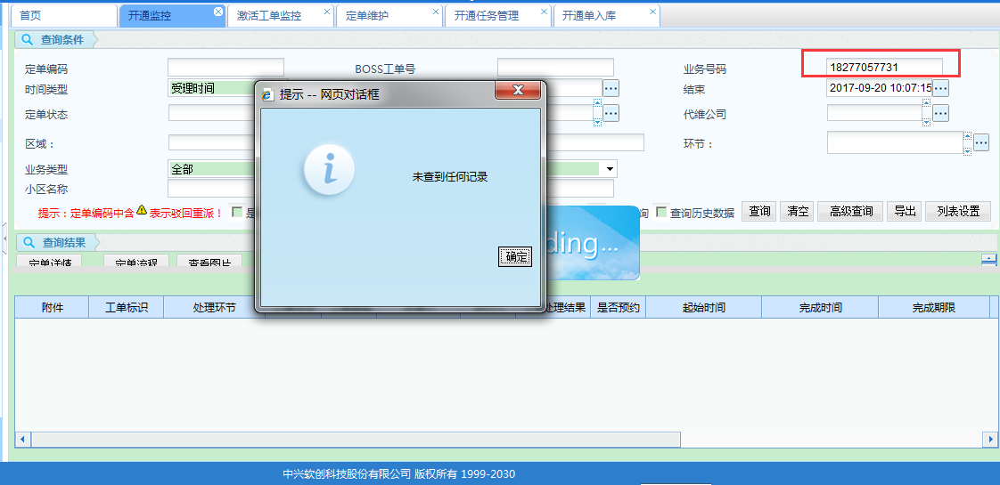 首页 开通监控 激活工单监控 定单维护 开通任务管理 开通单入库
查询条件
定单编码 BOSS工单号 业务号码 18277057731
时间类型 受理时间 结束 2017-09-20 10:07:15
定单状态 代维公司
区域： 环节：
业务类型 全部
小区名称
提示：定单编码中含 表示驳回重派！ 查询历史数据 查询 清空 高级查询 导出 列表设置
提示 -- 网页对话框
未查到任何记录
确定
ding...
查询结果
定单详情 定单流程 查看图片
附件 工单标识 处理环节 处理结果 是否预约 起始时间 完成时间 完成期限
中兴软创科技股份有限公司 版权所有 1999-2030